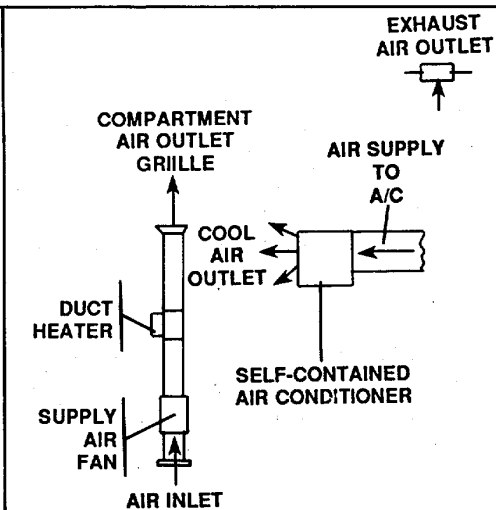 EXHAUST
AIR OUTLET
COMPARTMENT
AIR OUTLET
GRIILLE
AIR SUPPLY
TO
A/C
COOL
AIR
OUTLET
DUCT
HEATER
SELF-CONTAINED
AIR CONDITIONER
SUPPLY
AIR
FAN
AIR INLET